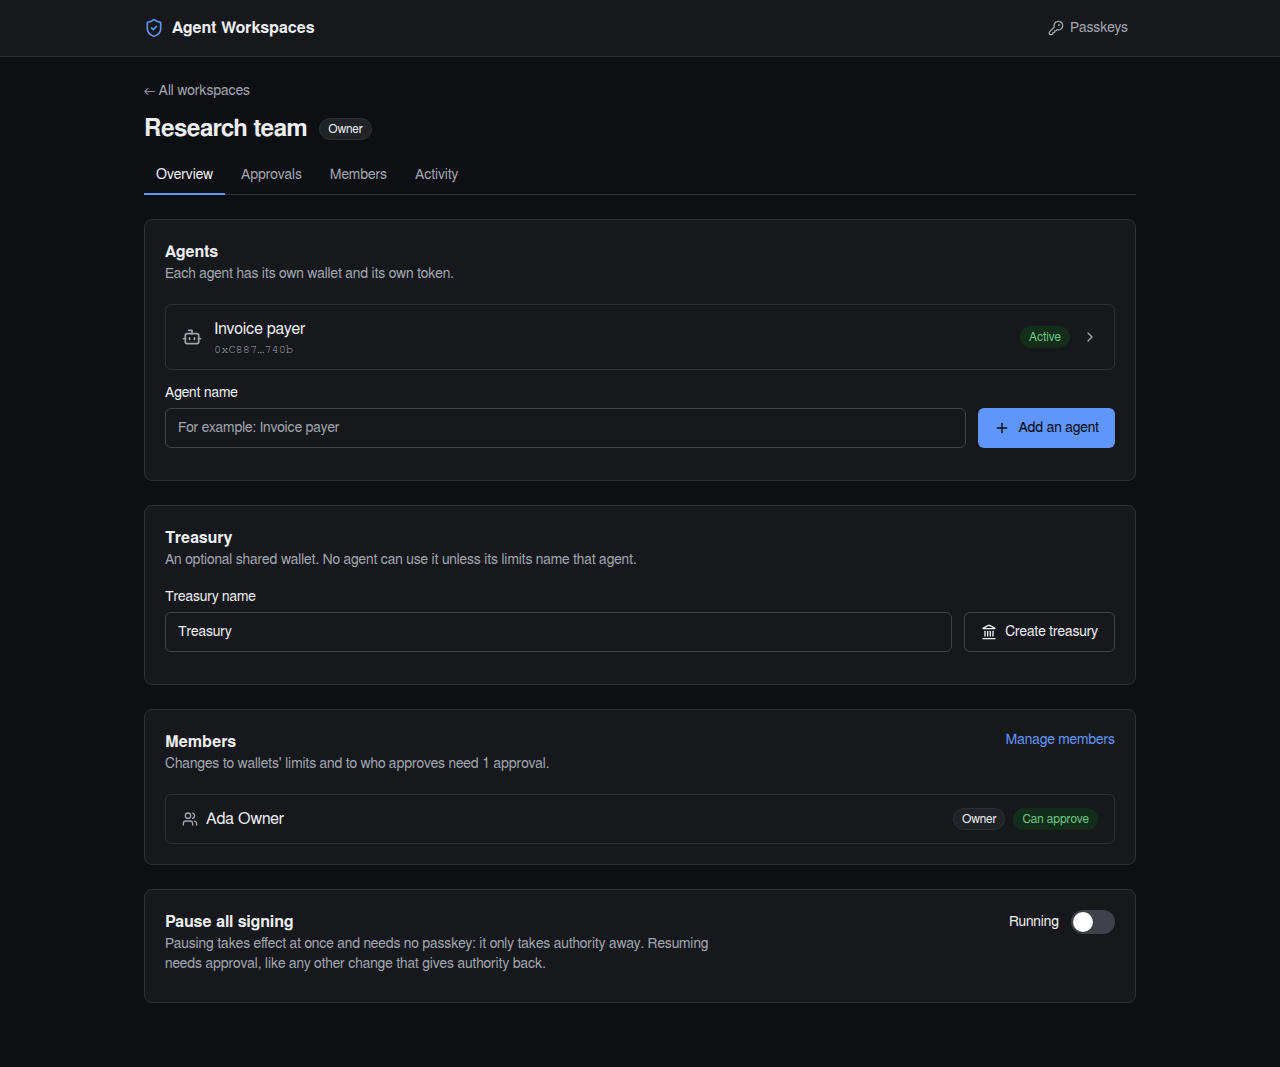 Agent Workspaces
Passkeys
← All workspaces
Research team
Owner
Overview
Approvals
Members
Activity
Agents
Each agent has its own wallet and its own token.
Invoice payer
0xC887…740b
Active
Agent name
For example: Invoice payer
Add an agent
Treasury
An optional shared wallet. No agent can use it unless its limits name that agent.
Treasury name
Treasury
Create treasury
Members
Manage members
Changes to wallets' limits and to who approves need 1 approval.
Ada Owner
Owner
Can approve
Pause all signing
Running
Pausing takes effect at once and needs no passkey: it only takes authority away. Resuming
needs approval, like any other change that gives authority back.